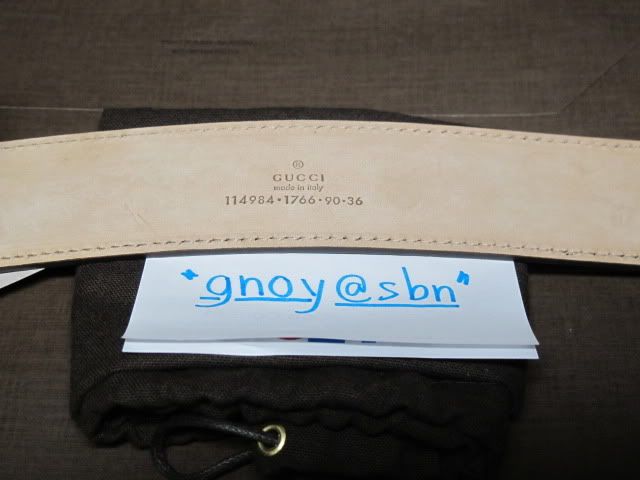 ®
GUCCI
made in italy
114984·1766·90·36
"gnoy@sbn"